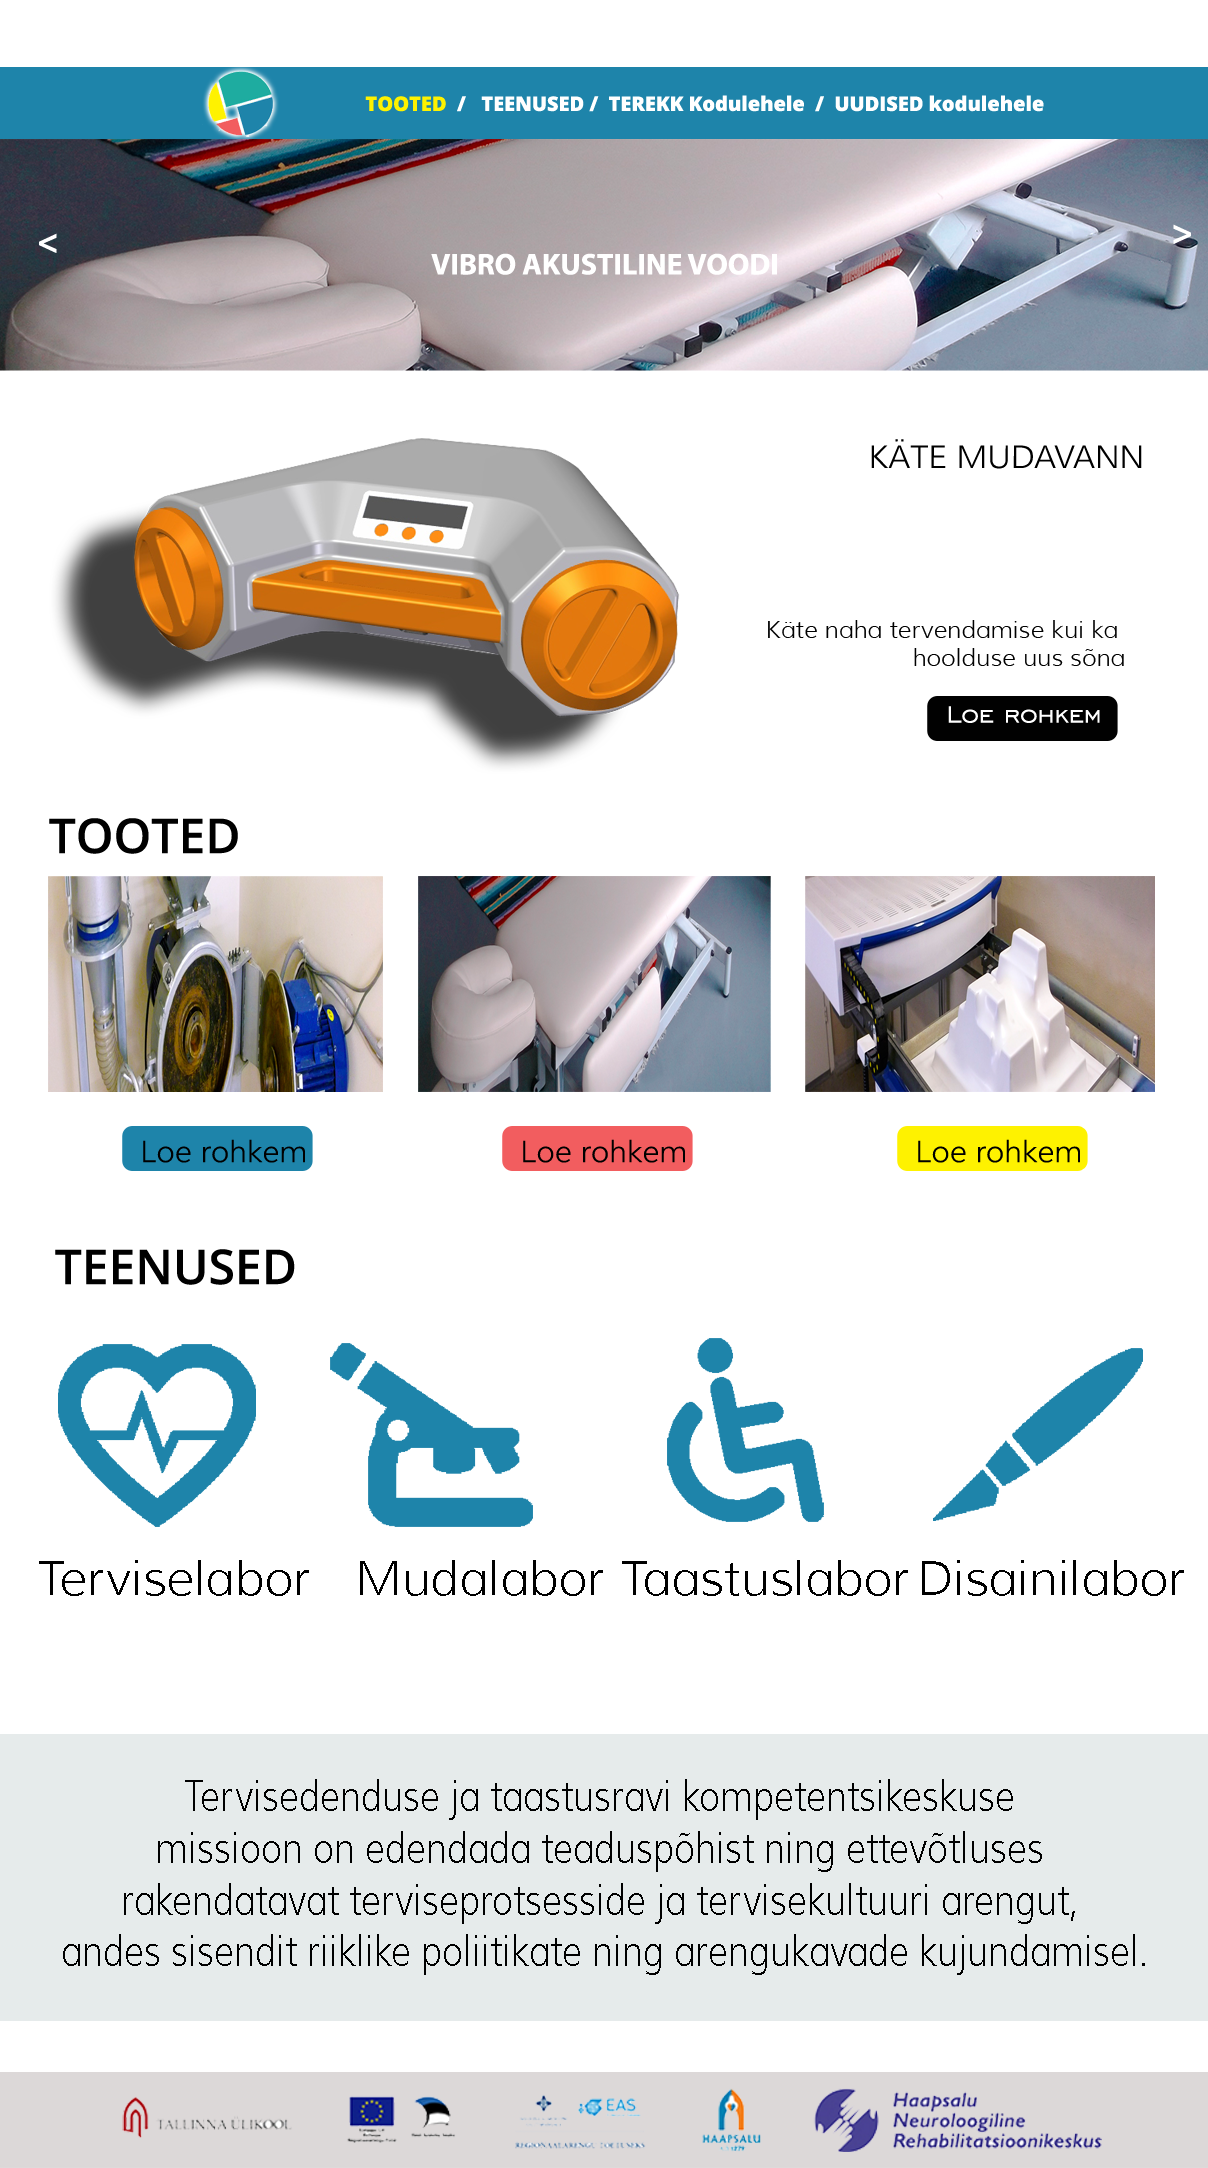 TOOTED / TEENUSED / TEREKK Kodulehele / UUDISED kodulehele
< >
VIBRO AKUSTILINE VOODI
KÄTE MUDAVANN
Käte naha tervendamise kui ka
hoolduse uus sõna
LOE ROHKEM
TOOTED
Loe rohkem Loe rohkem Loe rohkem
TEENUSED
Terviselabor Mudalabor Taastuslabor Disainilabor
Tervisedenduse ja taastusravi kompetentsikeskuse
missioon on edendada teaduspõhist ning ettevõtluses
rakendatavat terviseprotsesside ja tervisekultuuri arengut,
andes sisendit riiklike poliitikate ning arengukavade kujundamisel.
TALLINNA ÜLIKOOL
EAS
REGIONAALARENGU TOETUSEKS
HAAPSALU
1279
Haapsalu
Neuroloogiline
Rehabilitatsioonikeskus